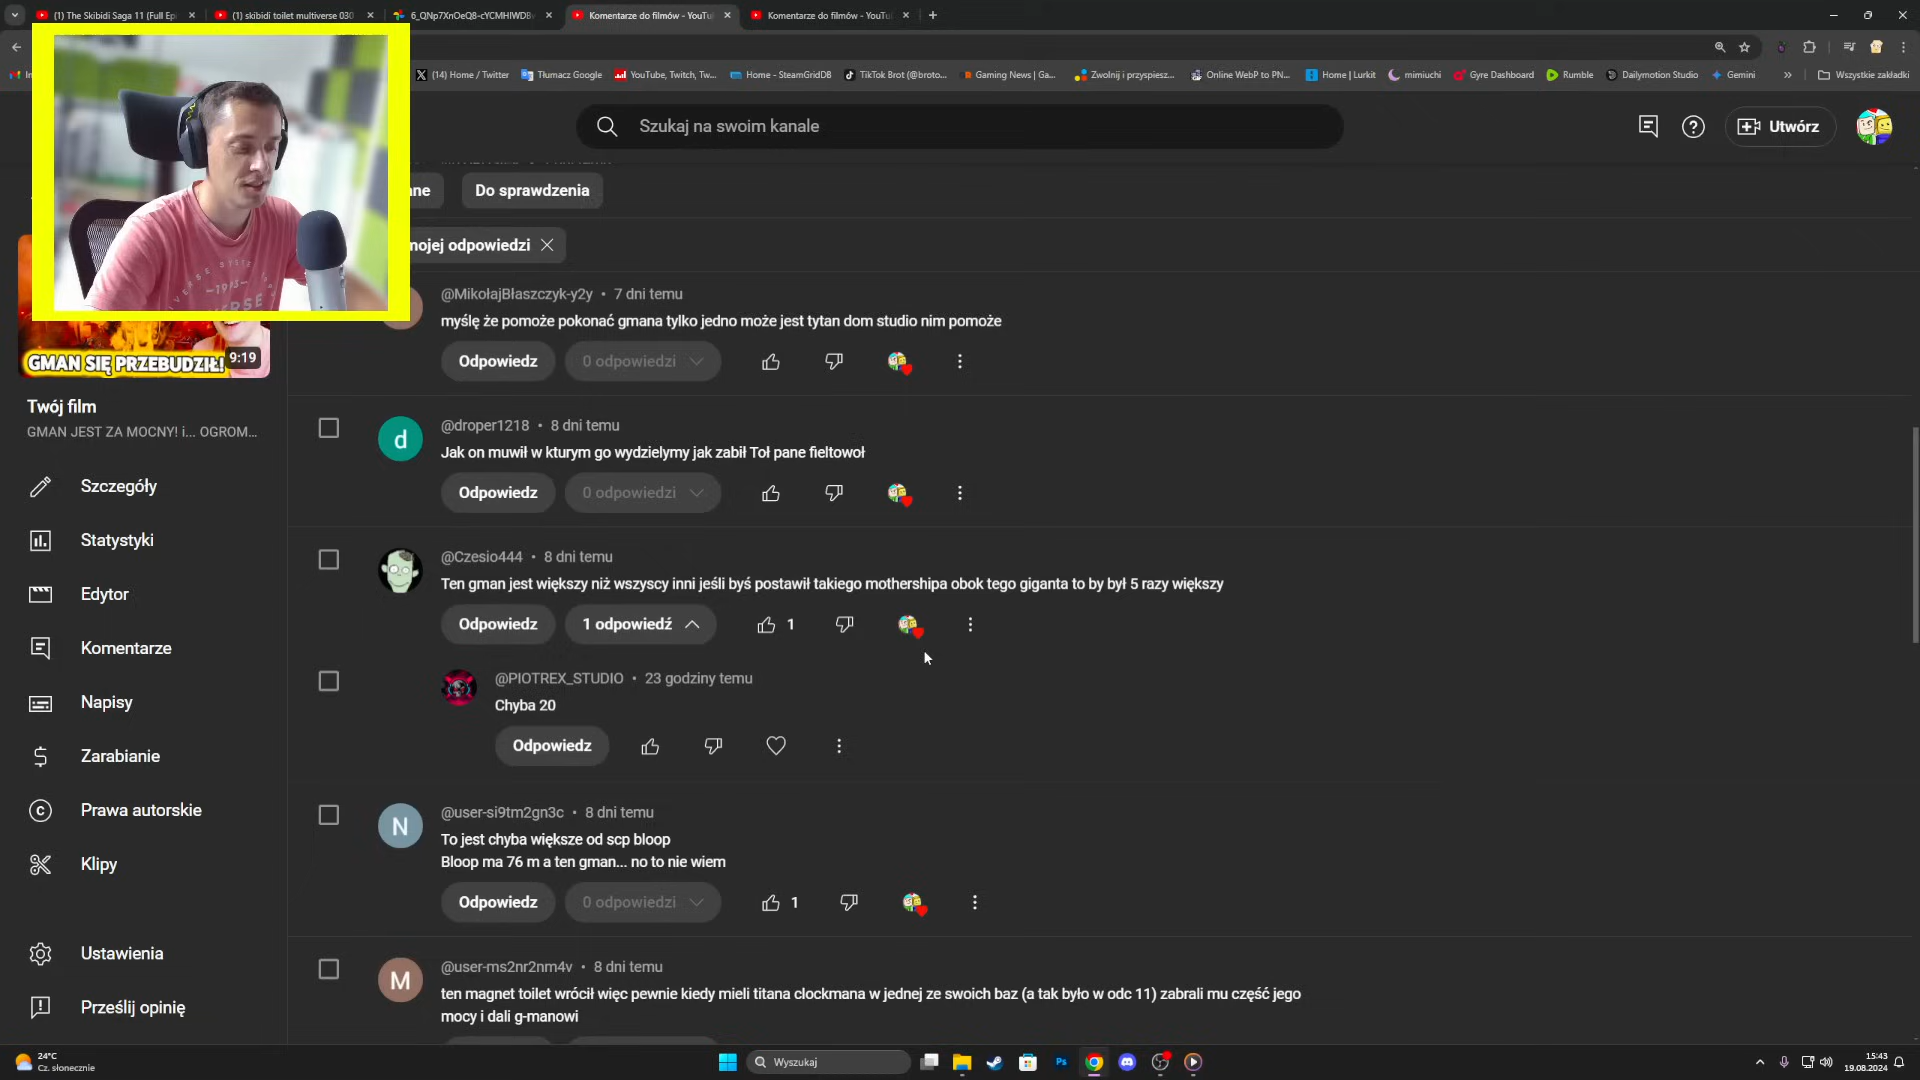 (1) The Skibidi Saga 11 (Full Epi
(1) skibidi toilet multiverse 030
6_QNp7XnOeQ8-cYCMHIWDB
Komentarze do filmów - YouTu
Komentarze do filmów - YouTu
(14) Home / Twitter
Tłumacz Google
YouTube, Twitch, Tw...
Home - SteamGridDB
TikTok Brot (@broto...
Gaming News | Ga...
Zwolnij i przyspiesz...
Online WebP to PN...
Home | Lurkit
mimiuchi
Gyre Dashboard
Rumble
Dailymotion Studio
Gemini
Wszystkie zakładki
Szukaj na swoim kanale
Utwórz
Do sprawdzenia
mojej odpowiedzi
GMAN SIĘ PRZEBUDZIŁ!
9:19
Twój film
GMAN JEST ZA MOCNY! i... OGROM...
Szczegóły
Statystyki
Edytor
Komentarze
Napisy
Zarabianie
Prawa autorskie
Klipy
Ustawienia
Prześlij opinię
@MikołajBłaszczyk-y2y • 7 dni temu
myślę że pomoże pokonać gmana tylko jedno może jest tytan dom studio nim pomoże
Odpowiedz 0 odpowiedzi
d
@droper1218 • 8 dni temu
Jak on muwił w kturym go wydzielymy jak zabił Toł pane fieltowoł
Odpowiedz 0 odpowiedzi
@Czesio444 • 8 dni temu
Ten gman jest większy niż wszyscy inni jeśli byś postawił takiego mothershipa obok tego giganta to by był 5 razy większy
Odpowiedz 1 odpowiedź 1
@PIOTREX_STUDIO • 23 godziny temu
Chyba 20
Odpowiedz
N
@user-si9tm2gn3c • 8 dni temu
To jest chyba większe od scp bloop
Bloop ma 76 m a ten gman... no to nie wiem
Odpowiedz 0 odpowiedzi 1
M
@user-ms2nr2nm4v • 8 dni temu
ten magnet toilet wrócił więc pewnie kiedy mieli titana clockmana w jednej ze swoich baz (a tak było w odc 11) zabrali mu część jego
mocy i dali g-manowi
24°C
Cz. słonecznie
Wyszukaj
Ps
15:43
19.08.2024